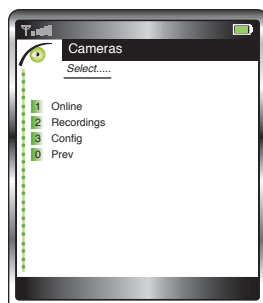 Cameras
Select.....
1 Online
2 Recordings
3 Config
0 Prev